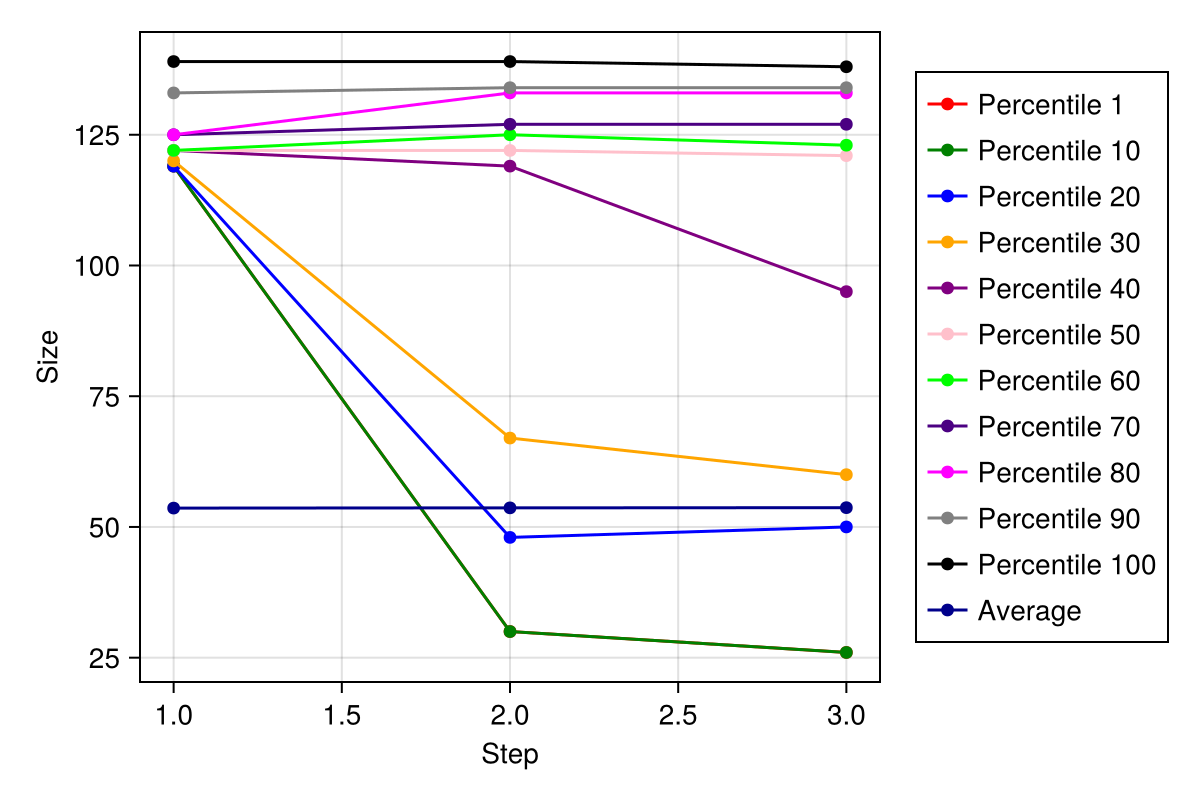 125
100
75
50
25
Size
1.0 1.5 2.0 2.5 3.0
Step
Percentile 1
Percentile 10
Percentile 20
Percentile 30
Percentile 40
Percentile 50
Percentile 60
Percentile 70
Percentile 80
Percentile 90
Percentile 100
Average